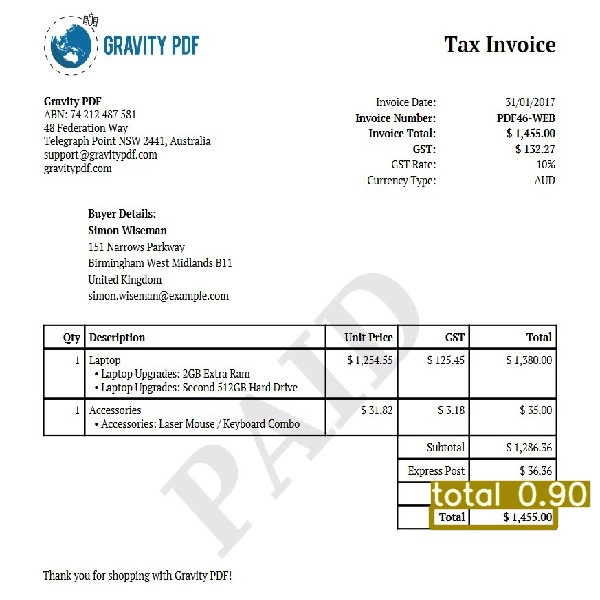 AUS
GRAVITY PDF
Tax Invoice
Gravity PDF
ABN: 74 212 487 581
48 Federation Way
Telegraph Point NSW 2441, Australia
support@gravitypdf.com
gravitypdf.com
Invoice Date: 31/01/2017
Invoice Number: PDF46-WEB
Invoice Total: $ 1,455.00
GST: $ 132.27
GST Rate: 10%
Currency Type: AUD
Buyer Details:
Simon Wiseman
151 Narrows Parkway
Birmingham West Midlands B11
United Kingdom
simon.wiseman@example.com
Qty Description Unit Price GST Total
1 Laptop $ 1,254.55 $ 125.45 $ 1,380.00
• Laptop Upgrades: 2GB Extra Ram
• Laptop Upgrades: Second 512GB Hard Drive
1 Accessories $ 31.82 $ 3.18 $ 35.00
• Accessories: Laser Mouse / Keyboard Combo
Subtotal $ 1,286.36
Express Post $ 36.36
total 0.90
Total $ 1,455.00
PAID
Thank you for shopping with Gravity PDF!